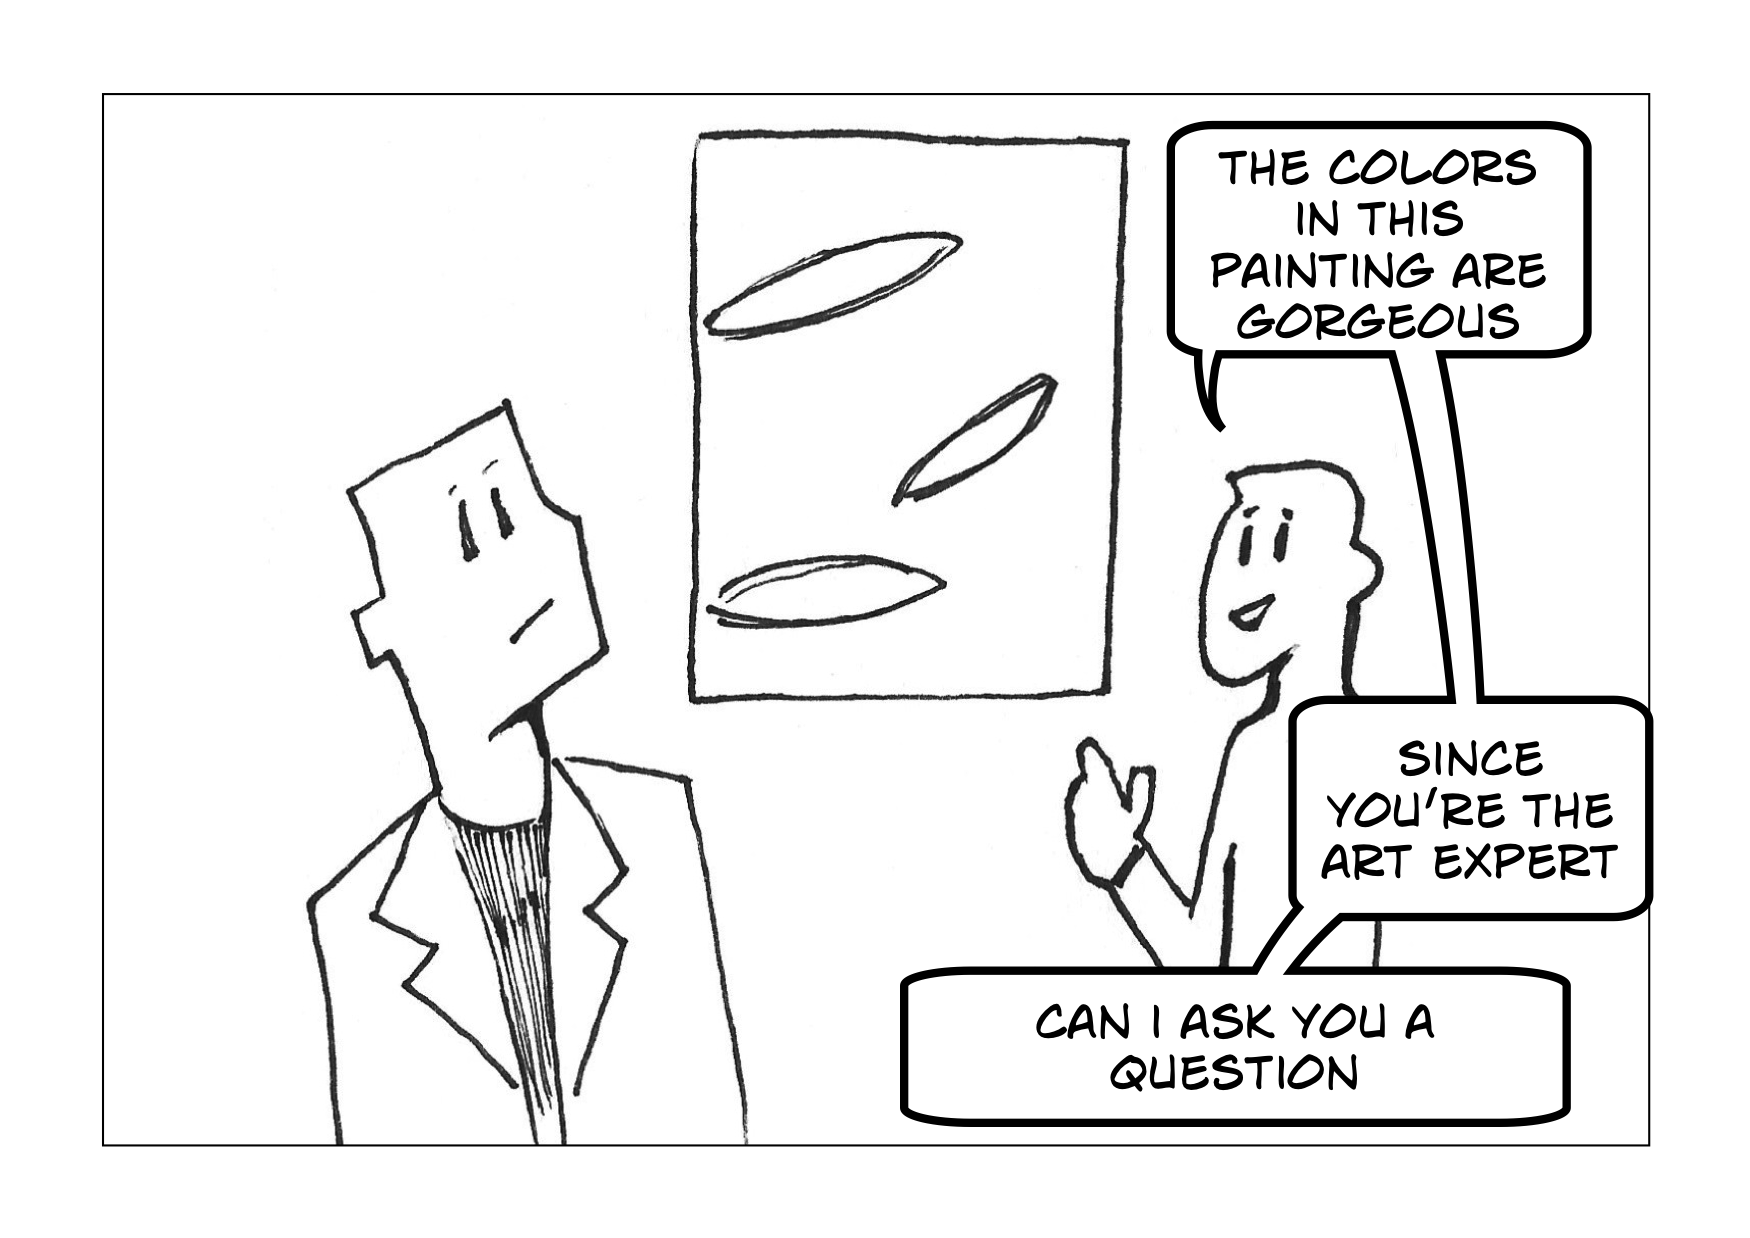 THE COLORS
IN THIS
PAINTING ARE
GORGEOUS
SINCE
YOU'RE THE
ART EXPERT
CAN I ASK YOU A
QUESTION